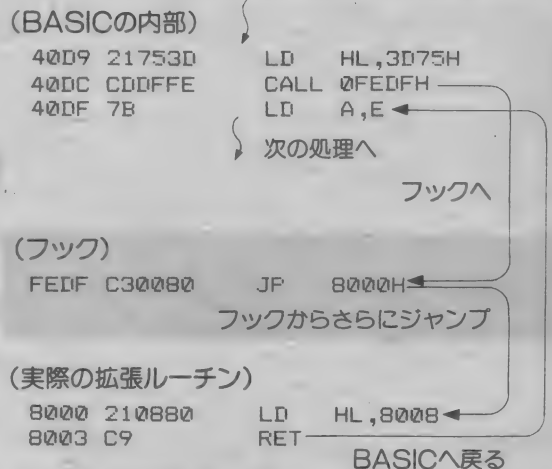 (BASICの内部)
40D9 21753D LD HL,3D75H
40DC CDDFFE CALL 0FEDFH
40DF 7B LD A,E
次の処理へ
フックへ
(フック)
FEDF C30080 JP 8000H
フックからさらにジャンプ
(実際の拡張ルーチン)
8000 210880 LD HL,8008
8003 C9 RET
BASICへ戻る